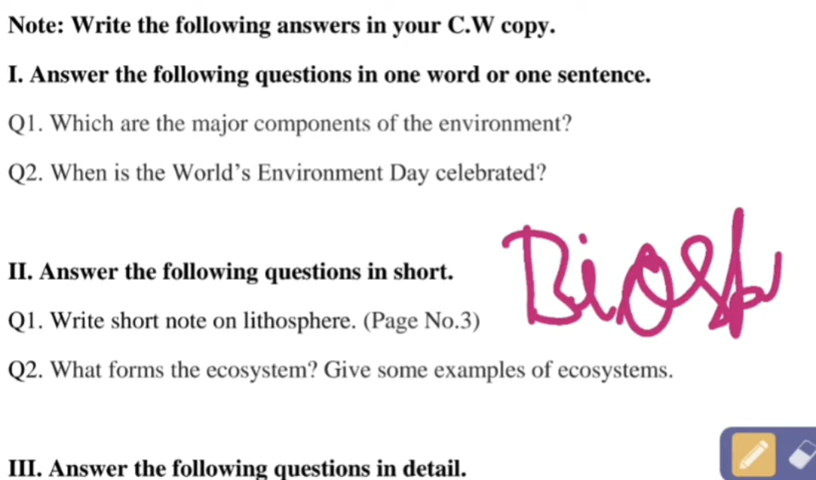 Note: Write the following answers in your C.W copy.
I. Answer the following questions in one word or one sentence.
Q1. Which are the major components of the environment?
Q2. When is the World’s Environment Day celebrated?
Biosp
II. Answer the following questions in short.
Q1. Write short note on lithosphere. (Page No.3)
Q2. What forms the ecosystem? Give some examples of ecosystems.
III. Answer the following questions in detail.